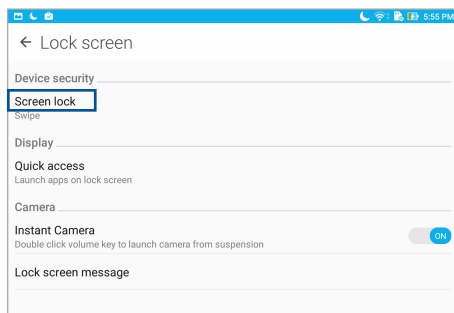 5:55 PM
Lock screen
Device security
Screen lock
Swipe
Display
Quick access
Launch apps on lock screen
Camera
Instant Camera
ON
Double click volume key to launch camera from suspension
Lock screen message